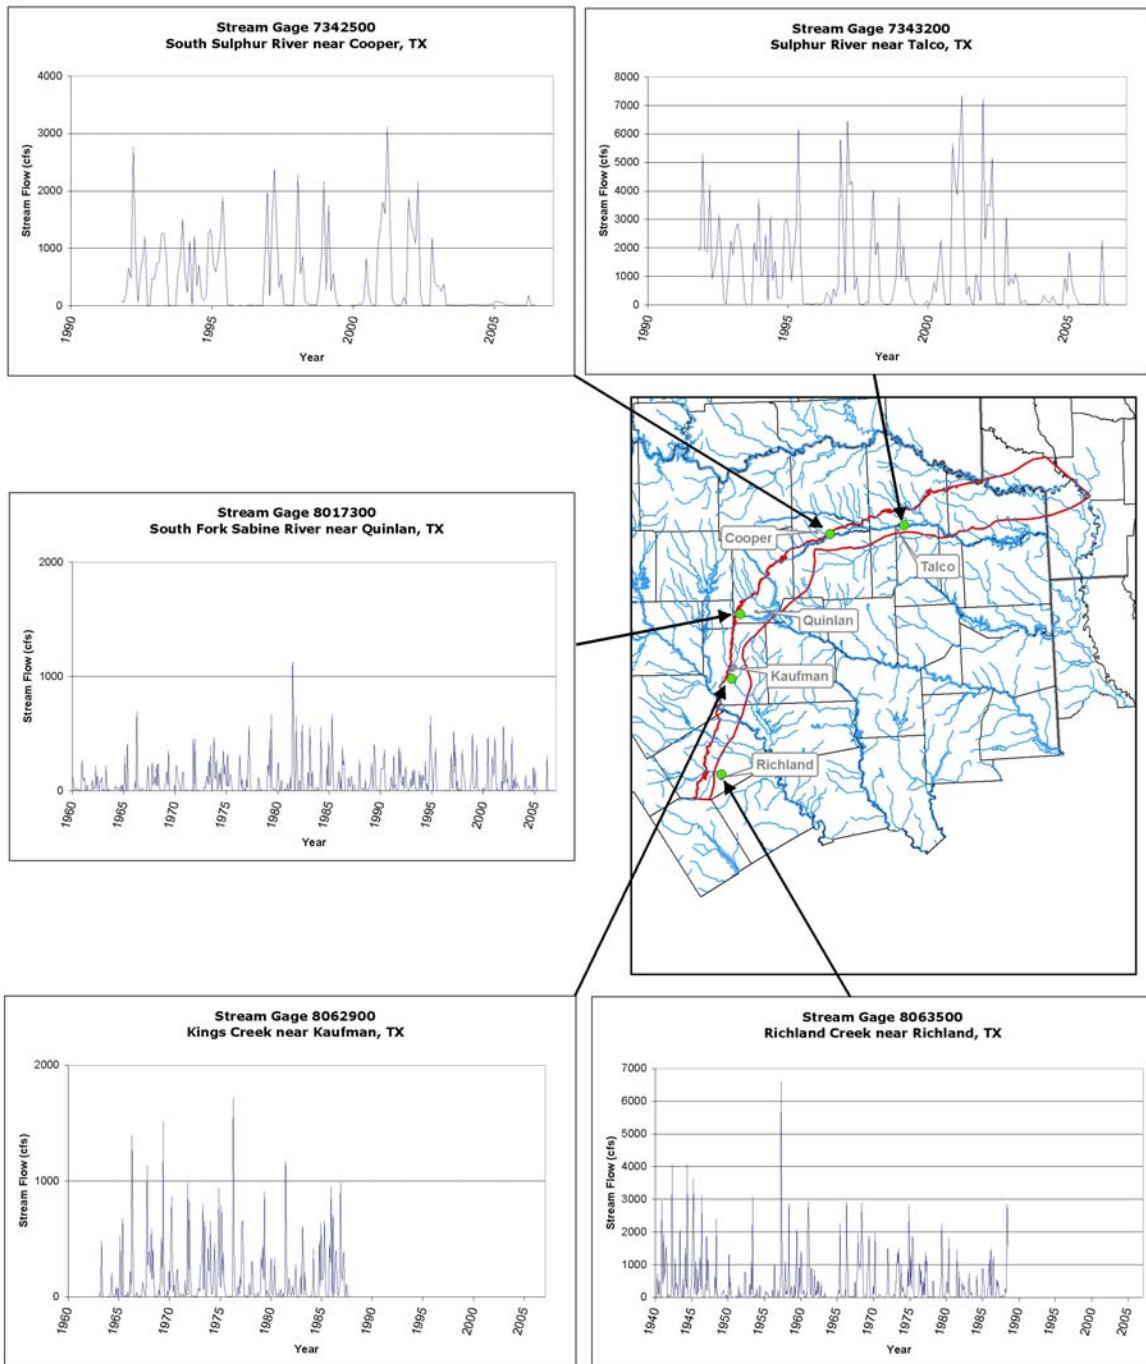 Stream Gage 7342500
South Sulphur River near Cooper, TX
4000
3000
2000
1000
0
Stream Flow (cfs)
1990
1995
2000
2005
Year
Stream Gage 7343200
Sulphur River near Talco, TX
8000
7000
6000
5000
4000
3000
2000
1000
0
Stream Flow (cfs)
1990
1995
2000
2005
Year
Cooper
Talco
Quinlan
Kaufman
Richland
Stream Gage 8017300
South Fork Sabine River near Quinlan, TX
2000
1000
0
Stream Flow (cfs)
1960
1965
1970
1975
1980
1985
1990
1995
2000
2005
Year
Stream Gage 8062900
Kings Creek near Kaufman, TX
2000
1000
0
Stream Flow (cfs)
1960
1965
1970
1975
1980
1985
1990
1995
2000
2005
Year
Stream Gage 8063500
Richland Creek near Richland, TX
7000
6000
5000
4000
3000
2000
1000
0
Stream Flow (cfs)
1940
1945
1950
1955
1960
1965
1970
1975
1980
1985
1990
1995
2000
2005
Year